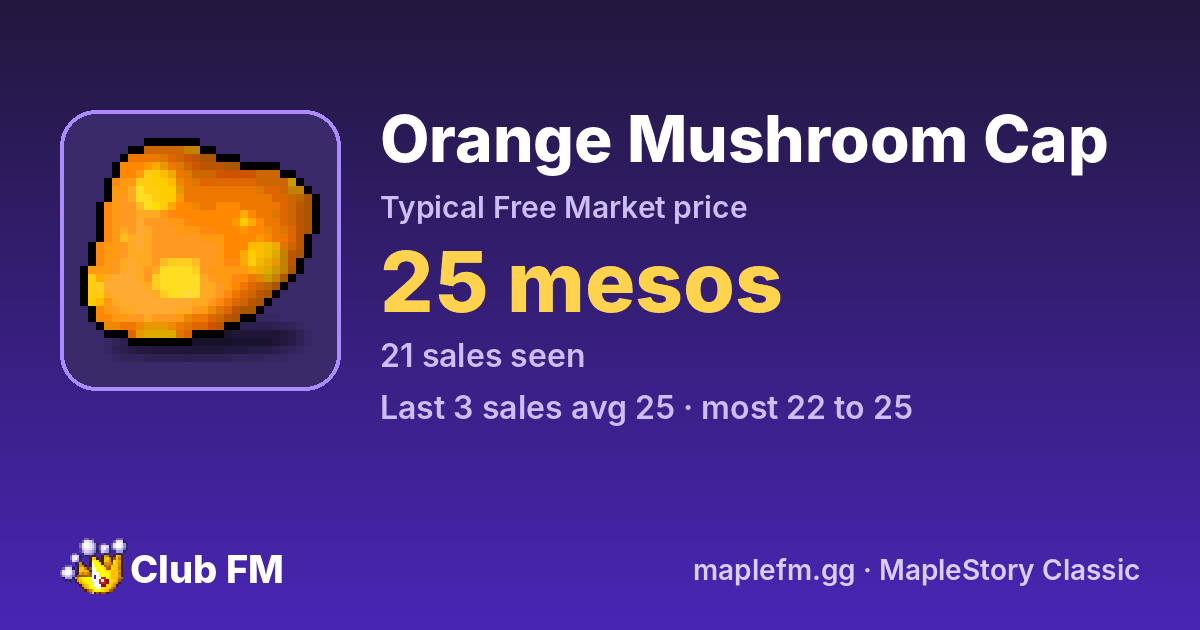 Orange Mushroom Cap
Typical Free Market price
25 mesos
21 sales seen
Last 3 sales avg 25 · most 22 to 25
Club FM
maplefm.gg · MapleStory Classic